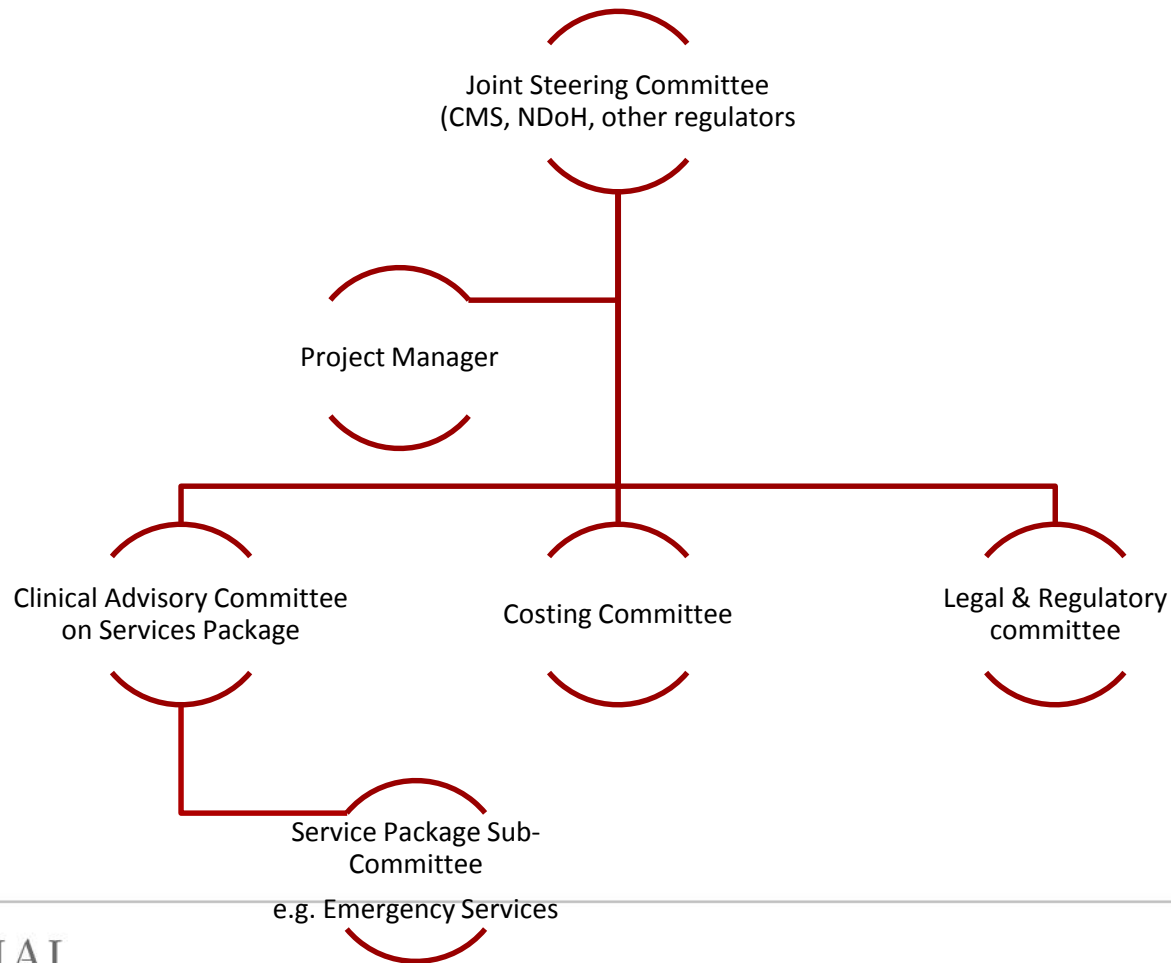 Joint Steering Committee
(CMS, NDoH, other regulators
Project Manager
Clinical Advisory Committee
on Services Package
Costing Committee
Legal & Regulatory
committee
Service Package Sub-
Committee
e.g. Emergency Services